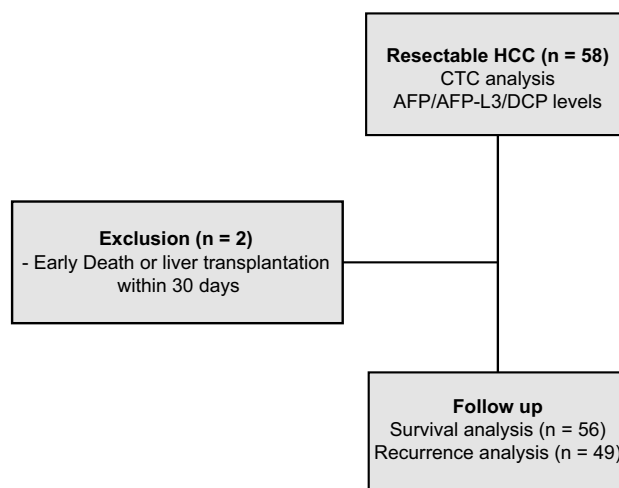 Resectable HCC (n = 58)
CTC analysis
AFP/AFP-L3/DCP levels
Exclusion (n = 2)
- Early Death or liver transplantation
within 30 days
Follow up
Survival analysis (n = 56)
Recurrence analysis (n = 49)